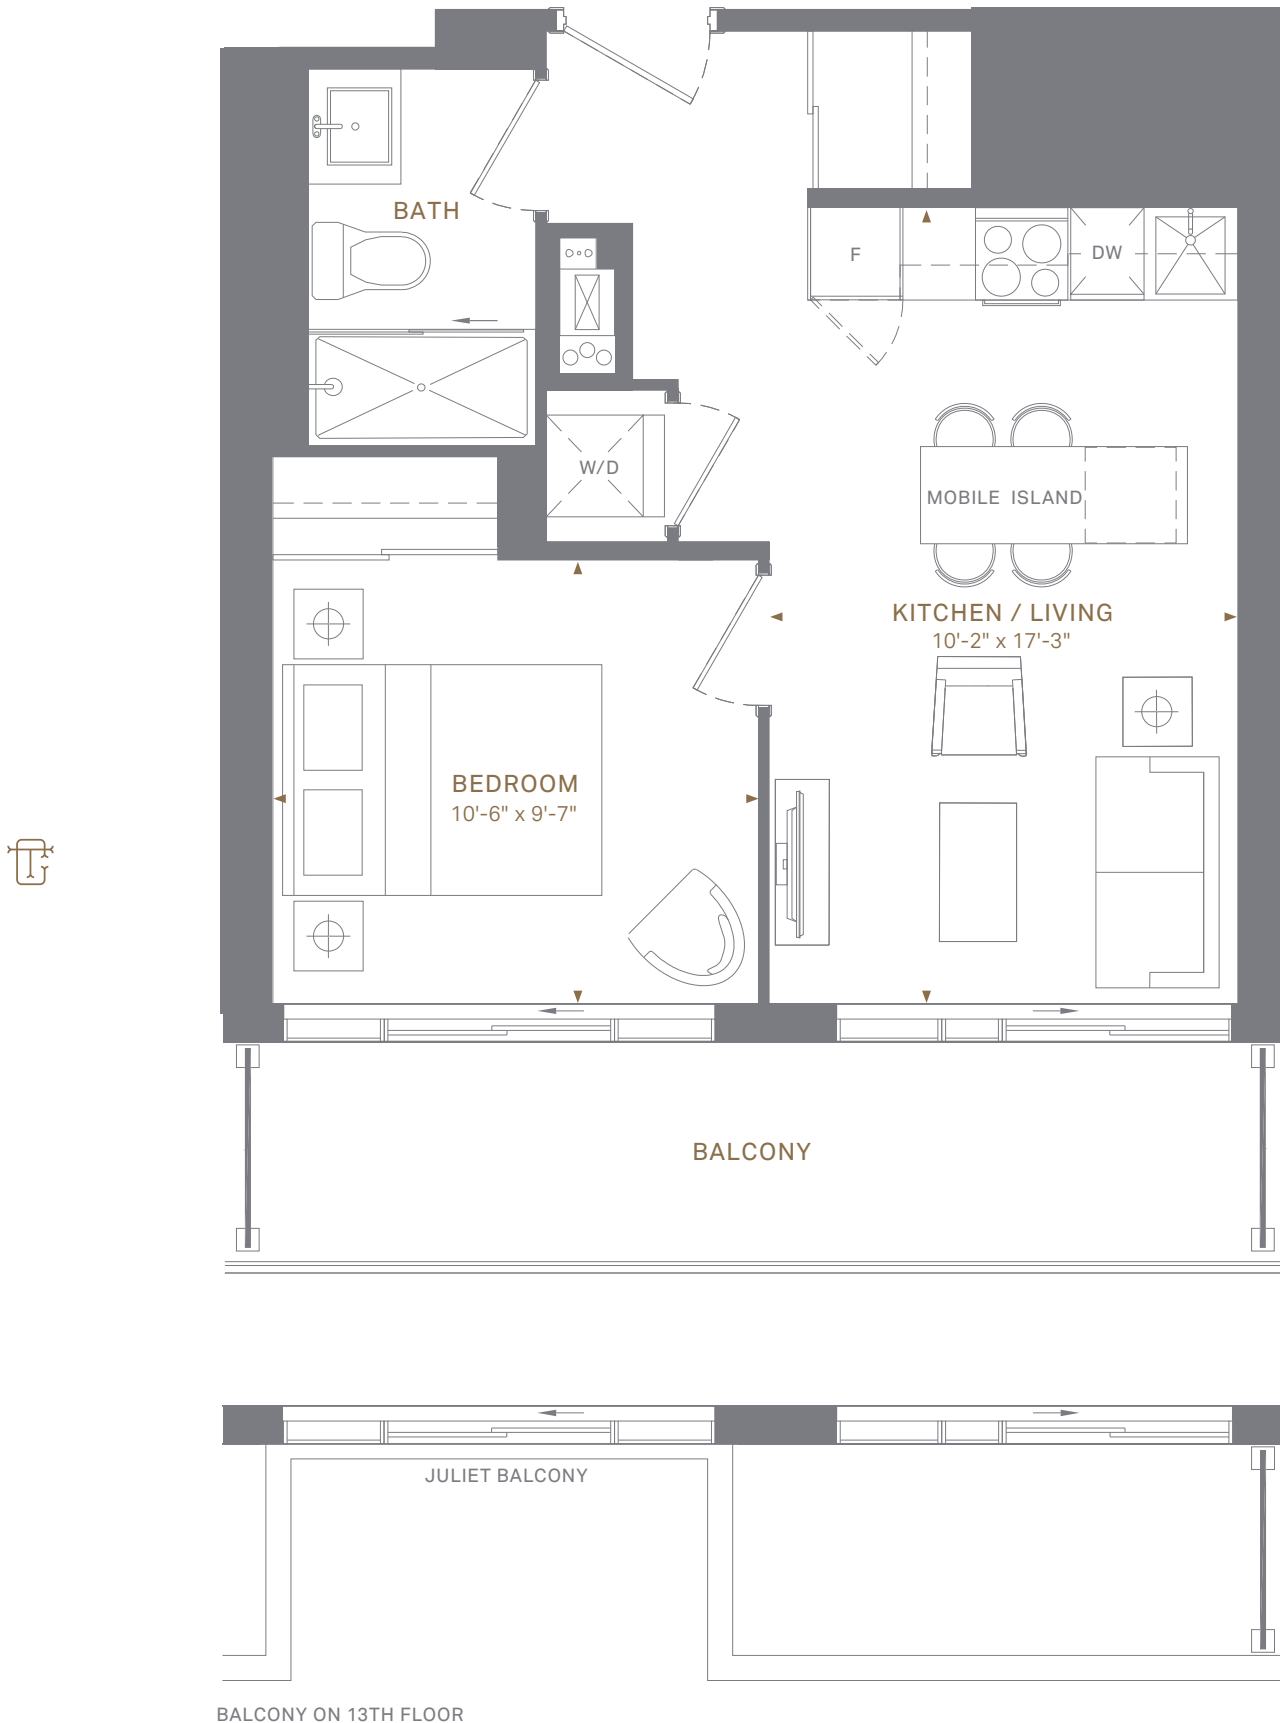 BATH
F
DW
W/D
MOBILE ISLAND
KITCHEN / LIVING
10'-2" x 17'-3"
BEDROOM
10'-6" x 9'-7"
BALCONY
JULIET BALCONY
BALCONY ON 13TH FLOOR